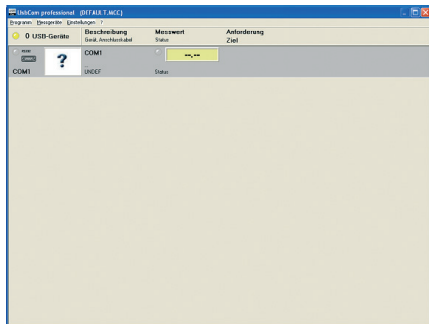 UsbCom professional (DEFAULT.MCC)
Programm Messgeräte Einstellungen ?
0 USB-Geräte
Beschreibung
Gerät, Anschlusskabel
Messwert
Status
Anforderung
Ziel
COM1
?
COM1
--
UNDEF
--,--
Status